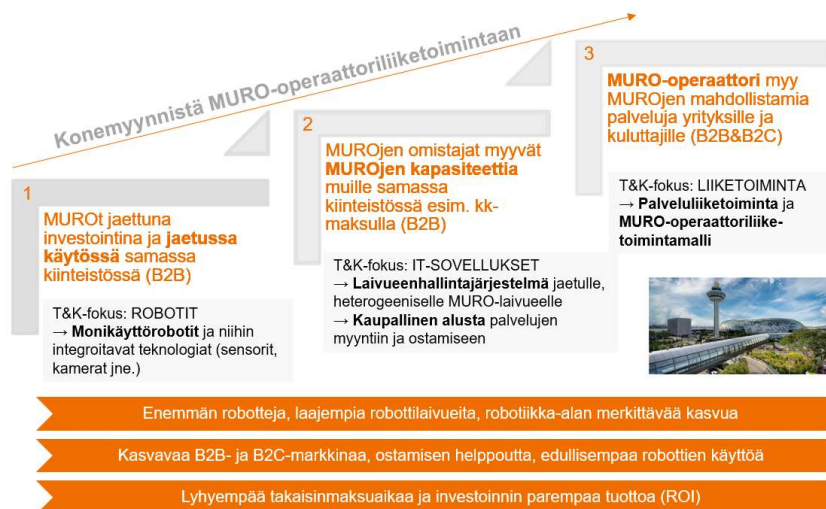 Konemyynnistä MURO-operaattoriliiketoimintaan
1
MUROt jaettuna
investointina ja jaetussa
käytössä samassa
kiinteistössä (B2B)
T&K-fokus: ROBOTIT
→ Monikäyttörobotit ja niihin
integroitavat teknologiat (sensorit,
kamerat jne.)
2
MUROjen omistajat myyvät
MUROjen kapasiteettia
muille samassa
kiinteistössä esim. kk-
maksulla (B2B)
T&K-fokus: IT-SOVELLUKSET
→ Laivueenhallintajärjestelmä jaetulle,
heterogeeniselle MURO-laivueelle
→ Kaupallinen alusta palvelujen
myyntiin ja ostamiseen
3
MURO-operaattori myy
MUROjen mahdollistamia
palveluja yrityksille ja
kuluttajille (B2B&B2C)
T&K-fokus: LIIKETOIMINTA
→ Palveluliiketoiminta ja
MURO-operaattoriliike-
toimintamalli
Enemmän robotteja, laajempia robottilaivueita, robotiikka-alan merkittävää kasvua
Kasvavaa B2B- ja B2C-markkinaa, ostamisen helppoutta, edullisempaa robottien käyttöä
Lyhyempää takaisinmaksuaikaa ja investoinnin parempaa tuottoa (ROI)